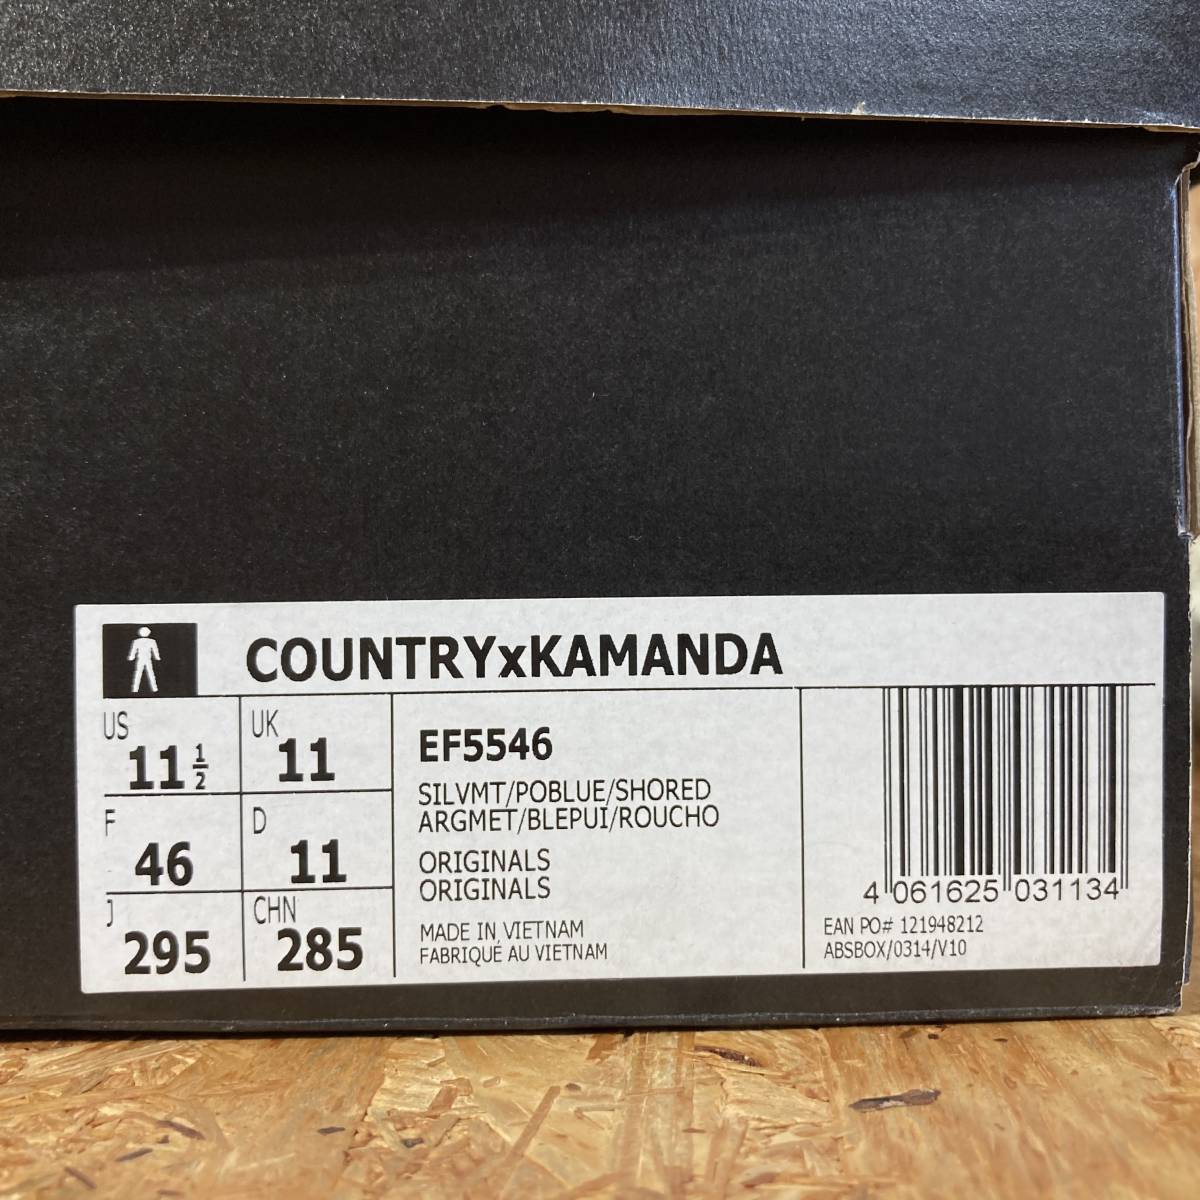 COUNTRYxKAMANDA
US 11 1/2
UK 11
F 46
D 11
J 295
CHN 285
EF5546
SILVMT/POBLUE/SHORED
ARGMET/BLEPUI/ROUCHO
ORIGINALS
ORIGINALS
MADE IN VIETNAM
FABRIQUÉ AU VIETNAM
4 061625 031134
EAN PO# 121948212
ABSBOX/0314/V10